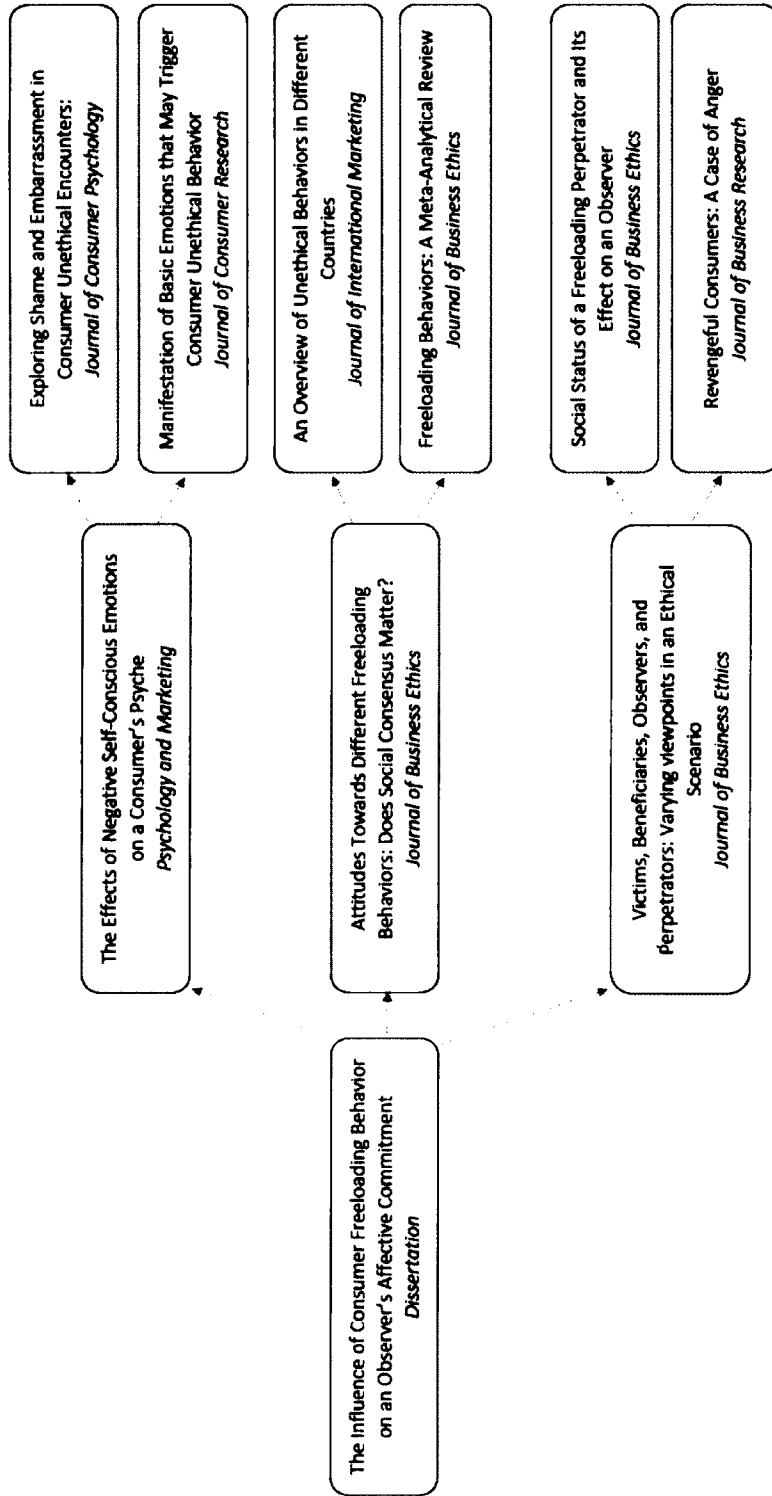 The Influence of Consumer Freeloading Behavior
on an Observer's Affective Commitment
Dissertation
The Effects of Negative Self-Conscious Emotions
on a Consumer's Psyche
Psychology and Marketing
Attitudes Towards Different Freeloading
Behaviors: Does Social Consensus Matter?
Journal of Business Ethics
Victims, Beneficiaries, Observers, and
Perpetrators: Varying viewpoints in an Ethical
Scenario
Journal of Business Ethics
Exploring Shame and Embarrassment in
Consumer Unethical Encounters:
Journal of Consumer Psychology
Manifestation of Basic Emotions that May Trigger
Consumer Unethical Behavior
Journal of Consumer Research
An Overview of Unethical Behaviors in Different
Countries
Journal of International Marketing
Freeloading Behaviors: A Meta-Analytical Review
Journal of Business Ethics
Social Status of a Freeloading Perpetrator and Its
Effect on an Observer
Journal of Business Ethics
Revengeful Consumers: A Case of Anger
Journal of Business Research